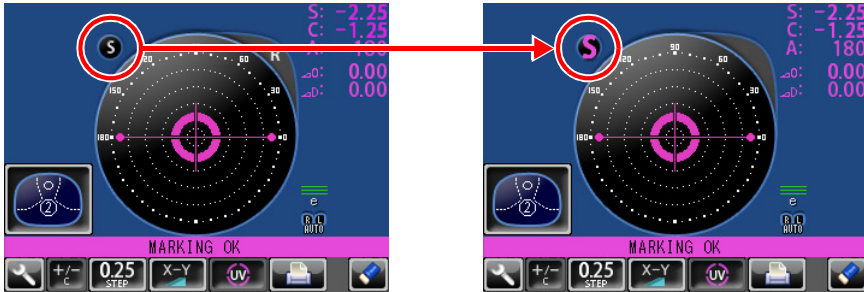 S: -2.25
C: -1.25
A: 180
⊿O: 0.00
⊿D: 0.00
S
R
120
60
150
30
180
0
2
e
R L
AUTO
MARKING OK
+/-
C
0.25
STEP
X-Y
UV
S: -2.25
C: -1.25
A: 180
⊿O: 0.00
⊿D: 0.00
S
R
120
90
60
150
30
180
0
2
e
R L
AUTO
MARKING OK
+/-
C
0.25
STEP
X-Y
UV